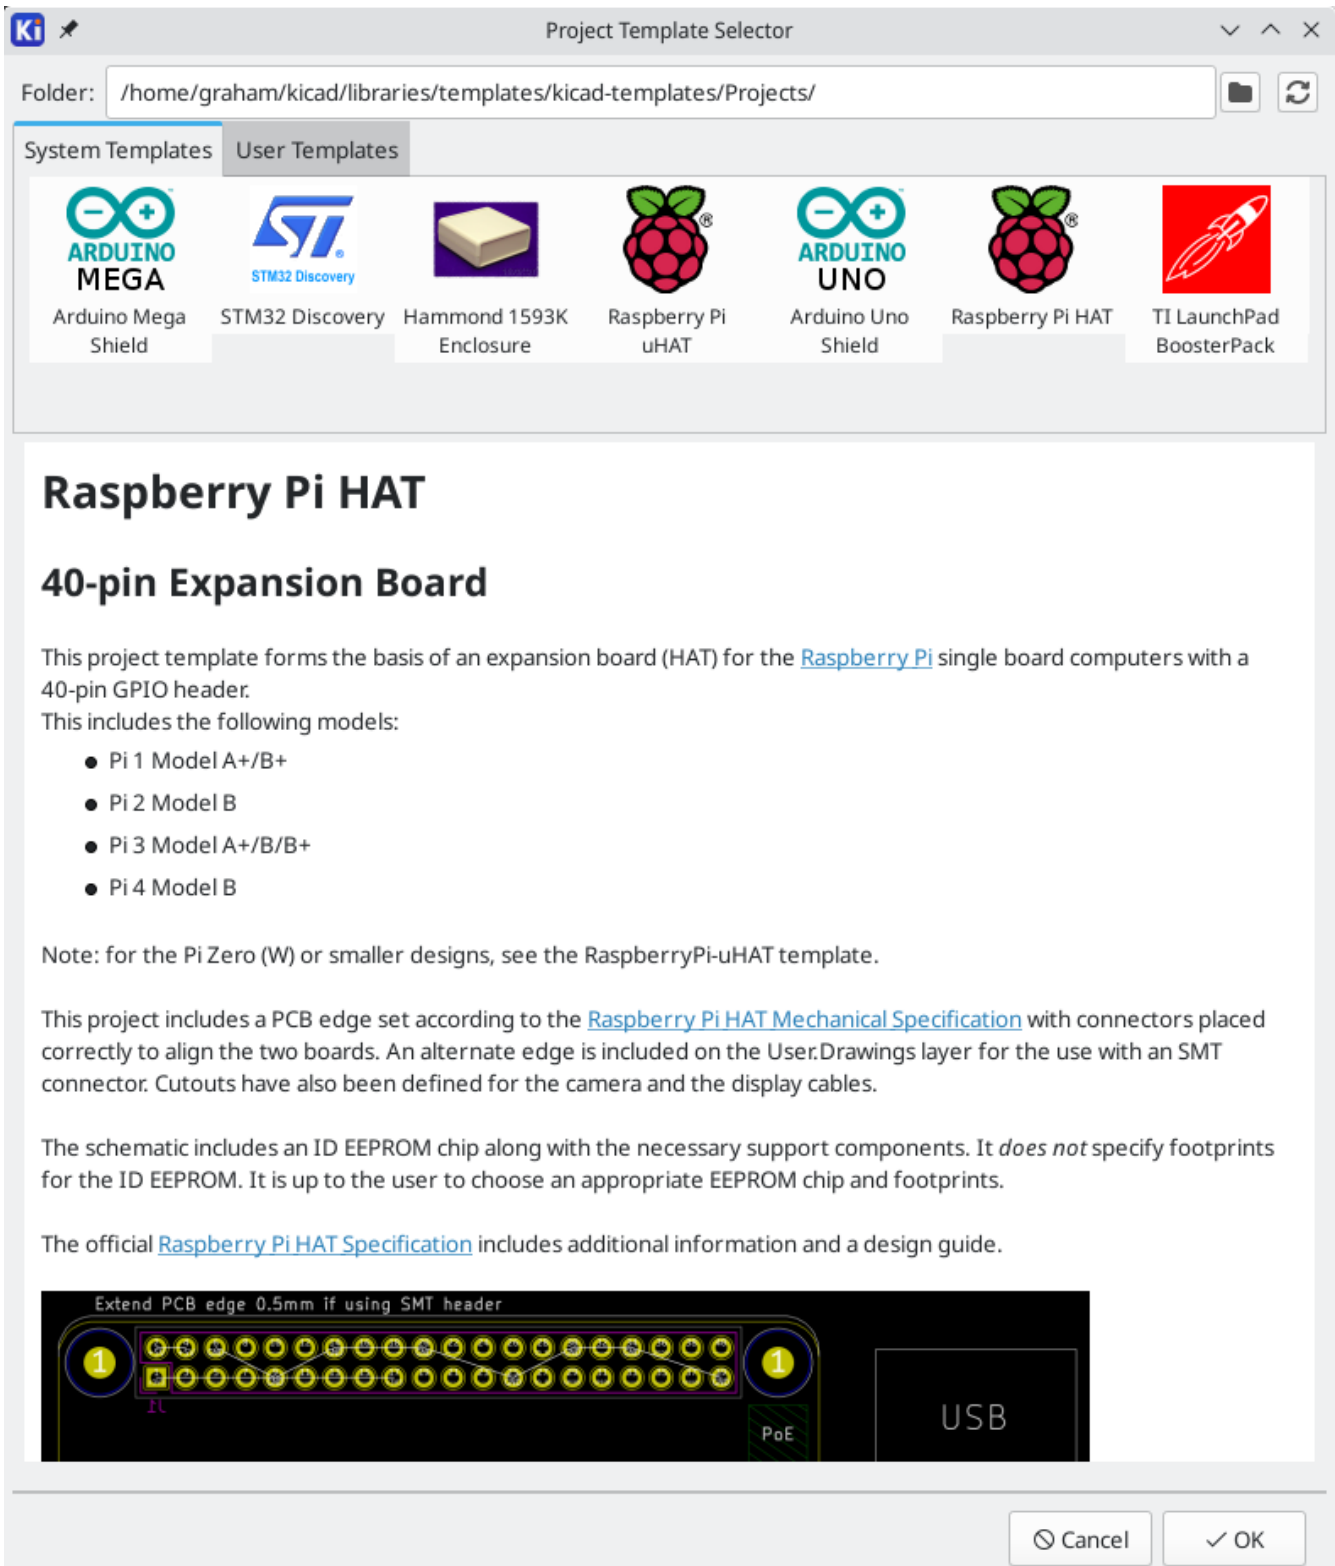 Ki
Project Template Selector
Folder: /home/graham/kicad/libraries/templates/kicad-templates/Projects/
System Templates User Templates
ARDUINO
MEGA
Arduino Mega
Shield
STM32 Discovery
STM32 Discovery
Hammond 1593K
Enclosure
®
Raspberry Pi
uHAT
ARDUINO
UNO
Arduino Uno
Shield
®
Raspberry Pi HAT
TI LaunchPad
BoosterPack
Raspberry Pi HAT
40-pin Expansion Board
This project template forms the basis of an expansion board (HAT) for the Raspberry Pi single board computers with a
40-pin GPIO header.
This includes the following models:
● Pi 1 Model A+/B+
● Pi 2 Model B
● Pi 3 Model A+/B/B+
● Pi 4 Model B
Note: for the Pi Zero (W) or smaller designs, see the RaspberryPi-uHAT template.
This project includes a PCB edge set according to the Raspberry Pi HAT Mechanical Specification with connectors placed
correctly to align the two boards. An alternate edge is included on the User.Drawings layer for the use with an SMT
connector. Cutouts have also been defined for the camera and the display cables.
The schematic includes an ID EEPROM chip along with the necessary support components. It does not specify footprints
for the ID EEPROM. It is up to the user to choose an appropriate EEPROM chip and footprints.
The official Raspberry Pi HAT Specification includes additional information and a design guide.
Extend PCB edge 0.5mm if using SMT header
1
1
J1
PoE
USB
Cancel
OK